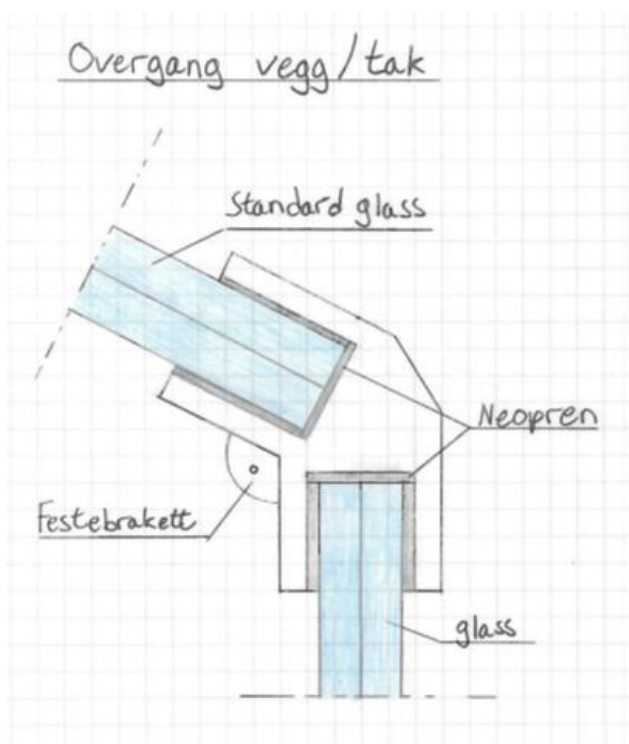 Overgang vegg/tak
Standard glass
Neopren
Festebrakett
glass